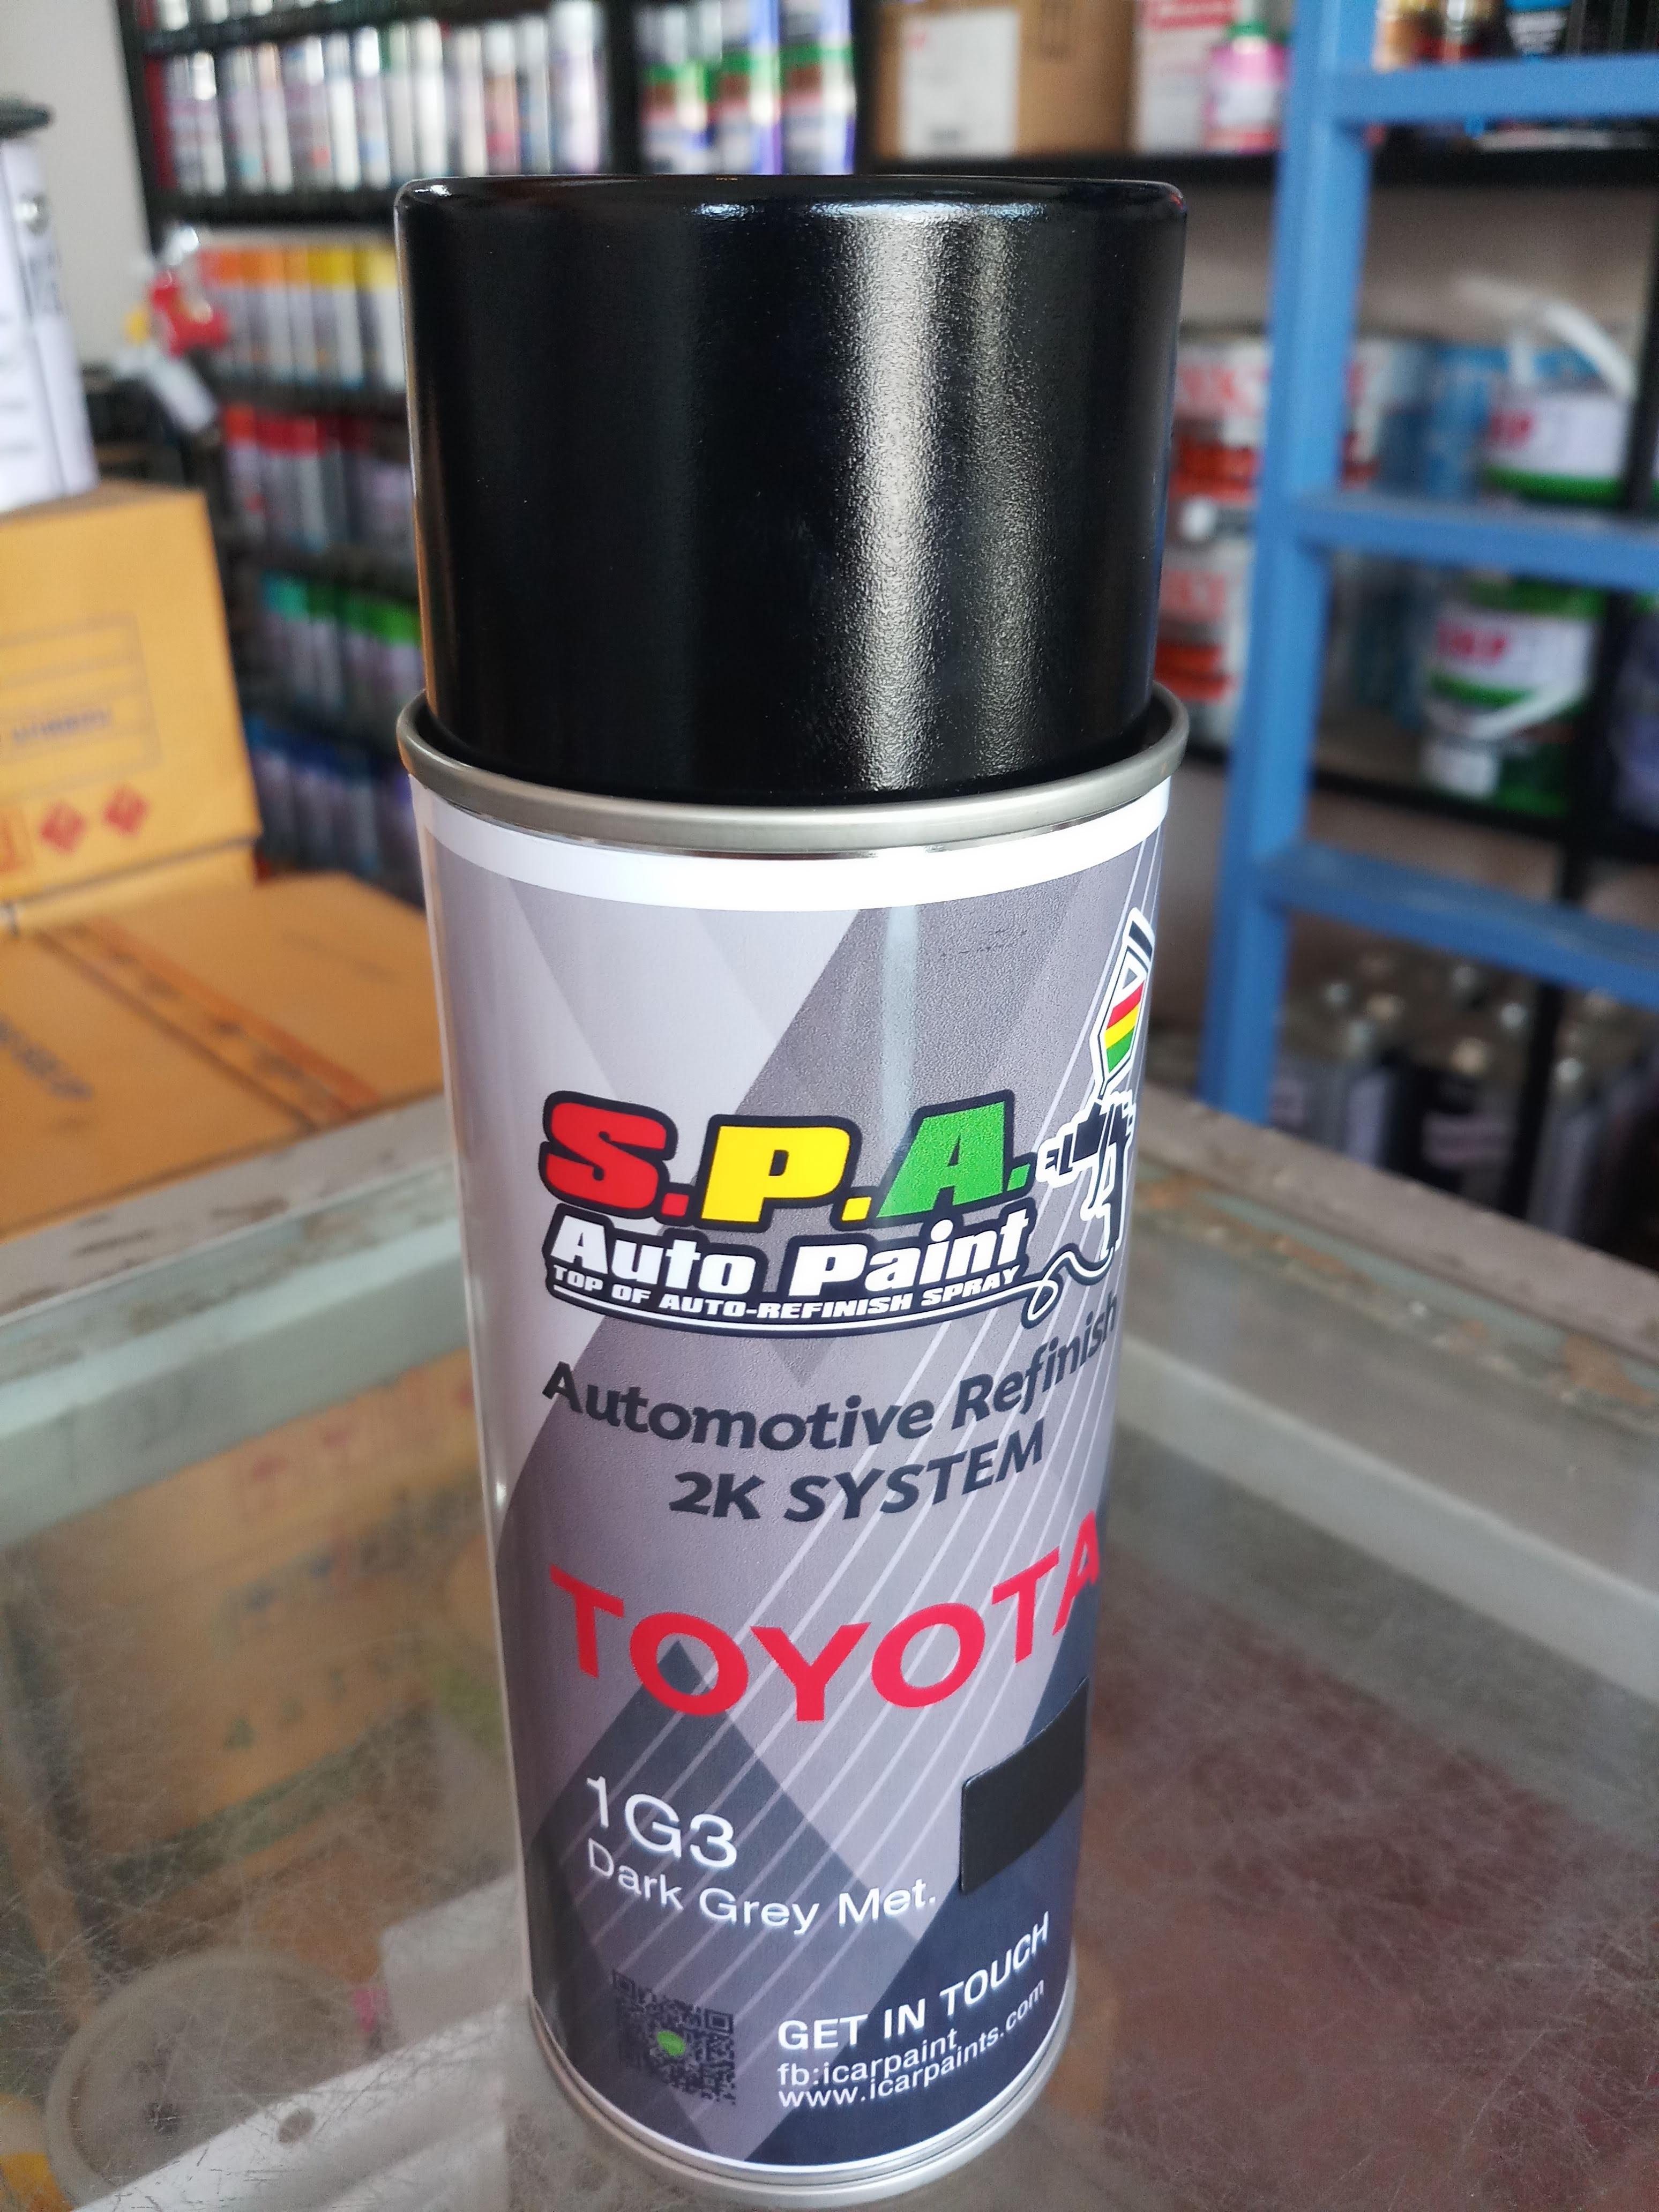 S.P.A.
Auto Paint
TOP OF AUTO-REFINISH SPRAY
Automotive Refinish
2K SYSTEM
TOYOTA
1G3
Dark Grey Met.
GET IN TOUCH
fb:icarpaint
www.icarpaints.com